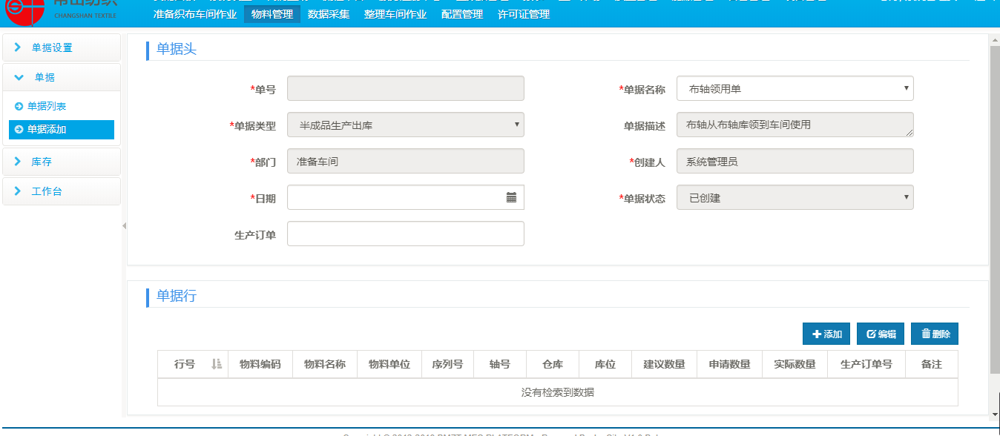 常山纺织
CHANGSHAN TEXTILE
准备织布车间作业 物料管理 数据采集 整理车间作业 配置管理 许可证管理
单据设置
单据
单据列表
单据添加
库存
工作台
单据头
*单号
*单据名称 布轴领用单
*单据类型 半成品生产出库
单据描述 布轴从布轴库领到车间使用
*部门 准备车间
*创建人 系统管理员
*日期
*单据状态 已创建
生产订单
单据行
添加 编辑 删除
行号 物料编码 物料名称 物料单位 序列号 轴号 仓库 库位 建议数量 申请数量 实际数量 生产订单号 备注
没有检索到数据